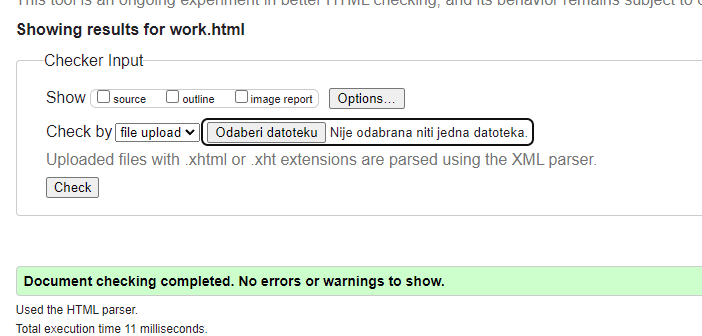 This tool is an ongoing experiment in better HTML checking, and its behavior remains subject to
Showing results for work.html
Checker Input
Show source outline image report Options...
Check by file upload Odaberi datoteku Nije odabrana niti jedna datoteka.
Uploaded files with .xhtml or .xht extensions are parsed using the XML parser.
Check
Document checking completed. No errors or warnings to show.
Used the HTML parser.
Total execution time 11 milliseconds.